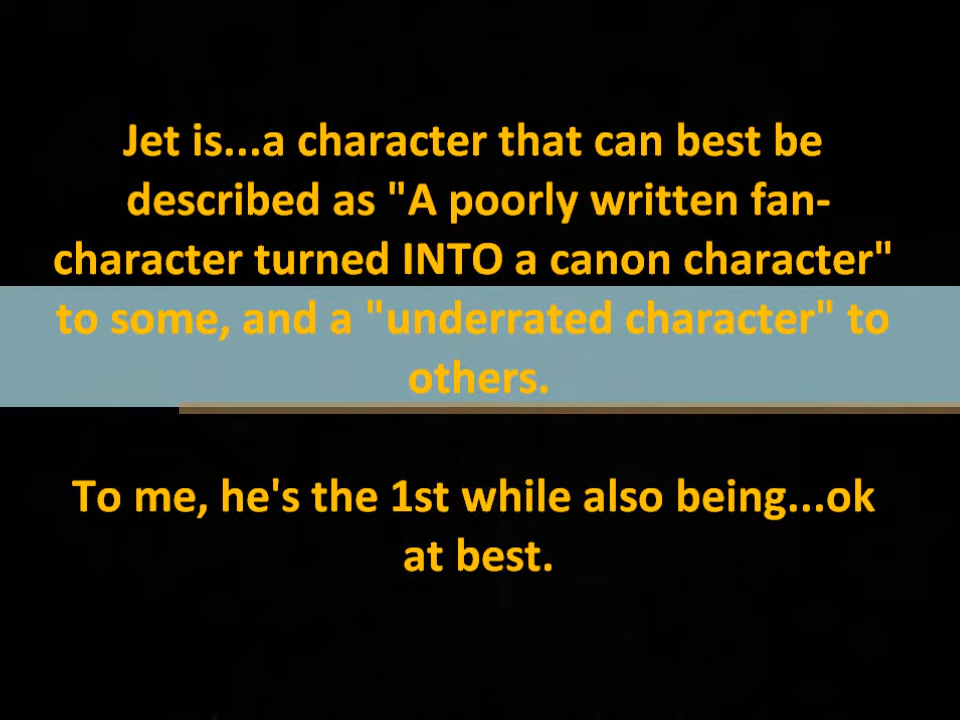 Jet is...a character that can best be
described as "A poorly written fan-
character turned INTO a canon character"
to some, and a "underrated character" to
others.
To me, he's the 1st while also being...ok
at best.